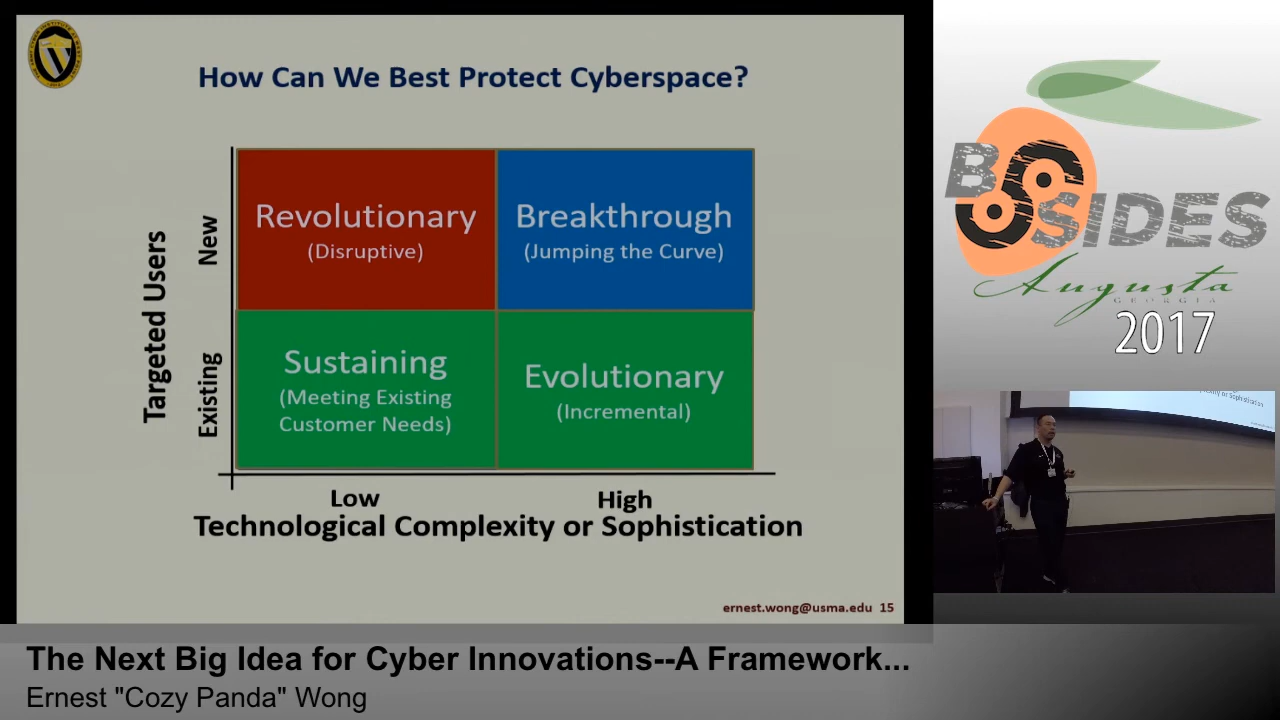 How Can We Best Protect Cyberspace?
Targeted Users
New
Existing
Revolutionary
(Disruptive)
Breakthrough
(Jumping the Curve)
Sustaining
(Meeting Existing
Customer Needs)
Evolutionary
(Incremental)
Low
High
Technological Complexity or Sophistication
ernest.wong@usma.edu 15
BSIDES
Augusta
GEORGIA
2017
The Next Big Idea for Cyber Innovations--A Framework...
Ernest "Cozy Panda" Wong